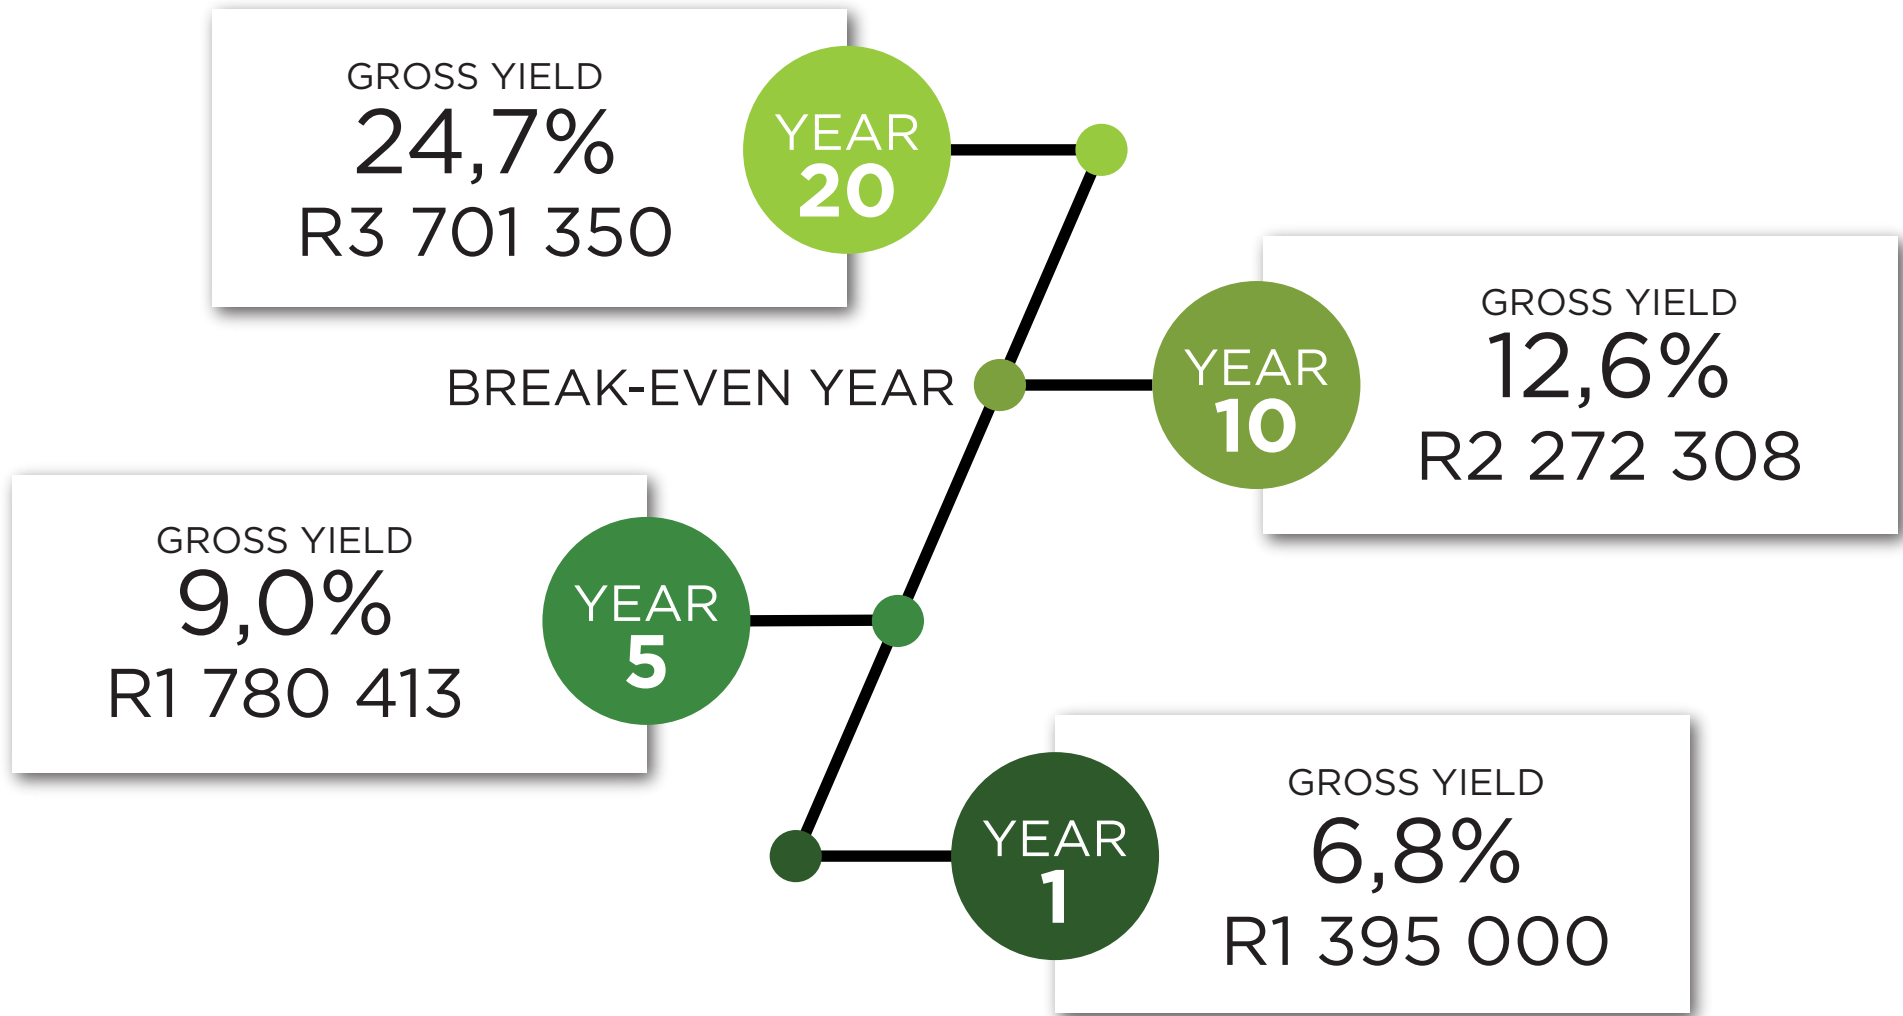 GROSS YIELD
24,7%
R3 701 350
YEAR
20
GROSS YIELD
12,6%
R2 272 308
YEAR
10
BREAK-EVEN YEAR
GROSS YIELD
9,0%
R1 780 413
YEAR
5
GROSS YIELD
6,8%
R1 395 000
YEAR
1